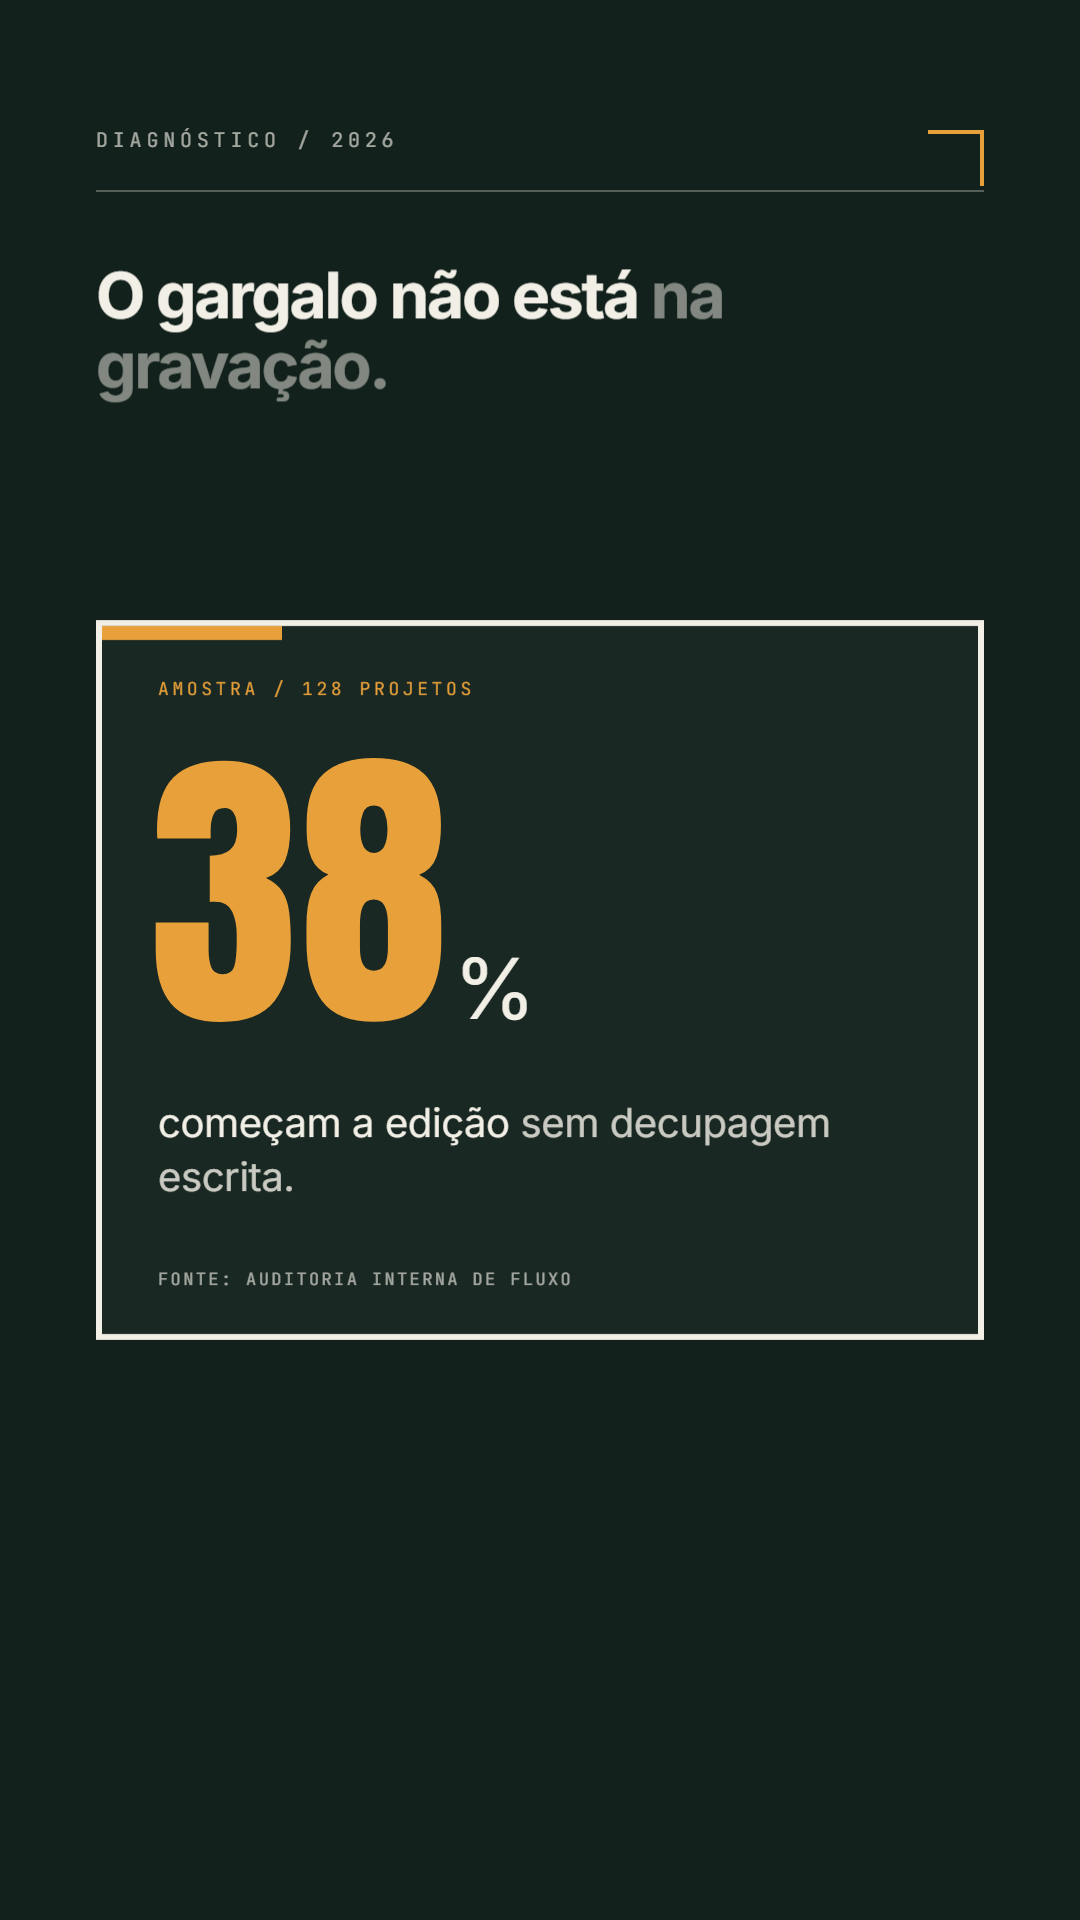 DIAGNÓSTICO / 2026
O gargalo não está na
gravação.
AMOSTRA / 128 PROJETOS
38%
começam a edição sem decupagem
escrita.
FONTE: AUDITORIA INTERNA DE FLUXO